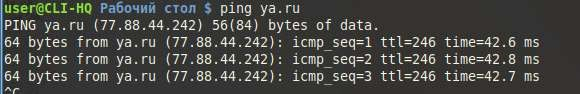 user@CLI-HQ Рабочий стол $ ping ya.ru
PING ya.ru (77.88.44.242) 56(84) bytes of data.
64 bytes from ya.ru (77.88.44.242): icmp_seq=1 ttl=246 time=42.6 ms
64 bytes from ya.ru (77.88.44.242): icmp_seq=2 ttl=246 time=42.8 ms
64 bytes from ya.ru (77.88.44.242): icmp_seq=3 ttl=246 time=42.7 ms
^C